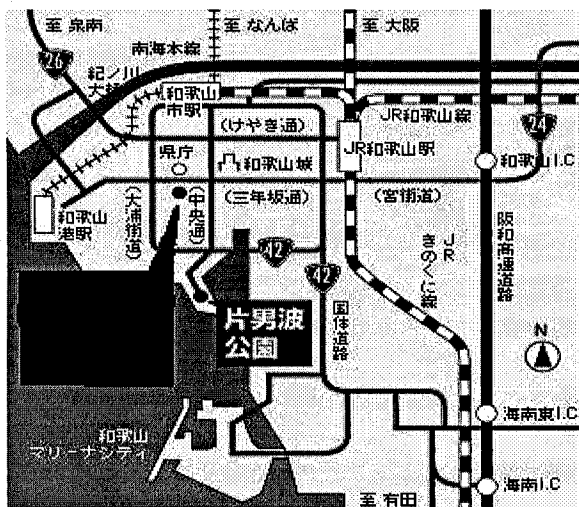 至 泉南
至 なんば
至 大阪
南海本線
26
紀ノ川
大橋
和歌山
市駅
JR和歌山線
(けやき通)
24
県庁
和歌山城
JR和歌山駅
和歌山I.C
(大浦街道)
(中央通)
(三年坂通)
(宮街道)
和歌山
港駅
阪和高速道路
JR
きのくに線
42
42
国体道路
片男波
公園
N
和歌山
マリーナシティ
海南東I.C
海南I.C
至 有田